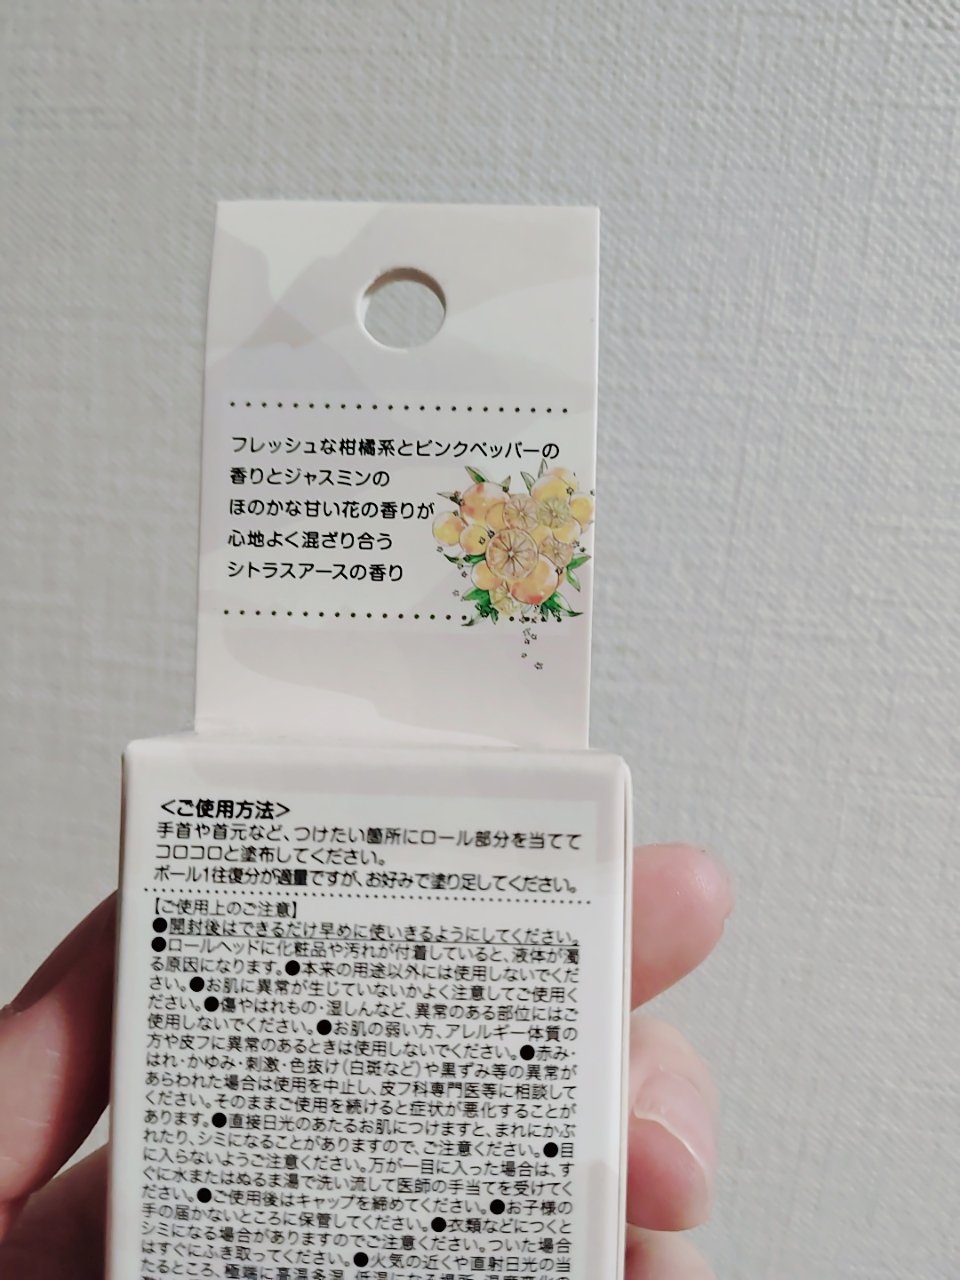 フレッシュな柑橘系とピンクペッパーの
香りとジャスミンの
ほのかな甘い花の香りが
心地よく混ざり合う
シトラスアースの香り
＜ご使用方法＞
手首や首元など、つけたい箇所にロール部分を当てて
コロコロと塗布してください。
ボール1往復分が適量ですが、お好みで塗り足してください。
【ご使用上のご注意】
●開封後はできるだけ早めに使いきるようにしてください。
●ロールヘッドに化粧品や汚れが付着していると、液体が濁
る原因になります。●本来の用途以外には使用しないでくだ
さい。●お肌に異常が生じていないかよく注意してご使用く
ださい。●傷やはれもの・湿しんなど、異常のある部位にはご
使用しないでください。●お肌の弱い方、アレルギー体質の
方や皮フに異常のあるときは使用しないでください。●赤み・
はれ・かゆみ・刺激・色抜け(白斑など)や黒ずみ等の異常が
あらわれた場合は使用を中止し、皮フ科専門医等に相談して
ください。そのままご使用を続けると症状が悪化することが
あります。●直接日光のあたるお肌につけますと、まれにかぶ
れたり、シミになることがありますので、ご注意ください。●目
に入らないようご注意ください。万が一目に入った場合は、す
ぐに水またはぬるま湯で洗い流して医師の手当てを受けてく
ださい。●ご使用後はキャップを締めてください。●お子様の
手の届かないところに保管してください。●衣類などにつくと
シミになる場合がありますのでご注意ください。ついた場合
はすぐにふき取ってください。●火気の近くや直射日光の当
たるところ、極端に高温多湿、低温になる場所、温度変化の